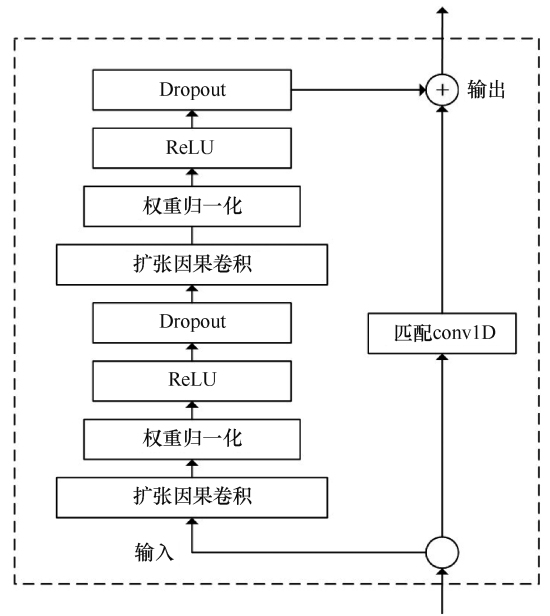 Dropout
+
输出
ReLU
权重归一化
扩张因果卷积
Dropout
匹配conv1D
ReLU
权重归一化
扩张因果卷积
输入